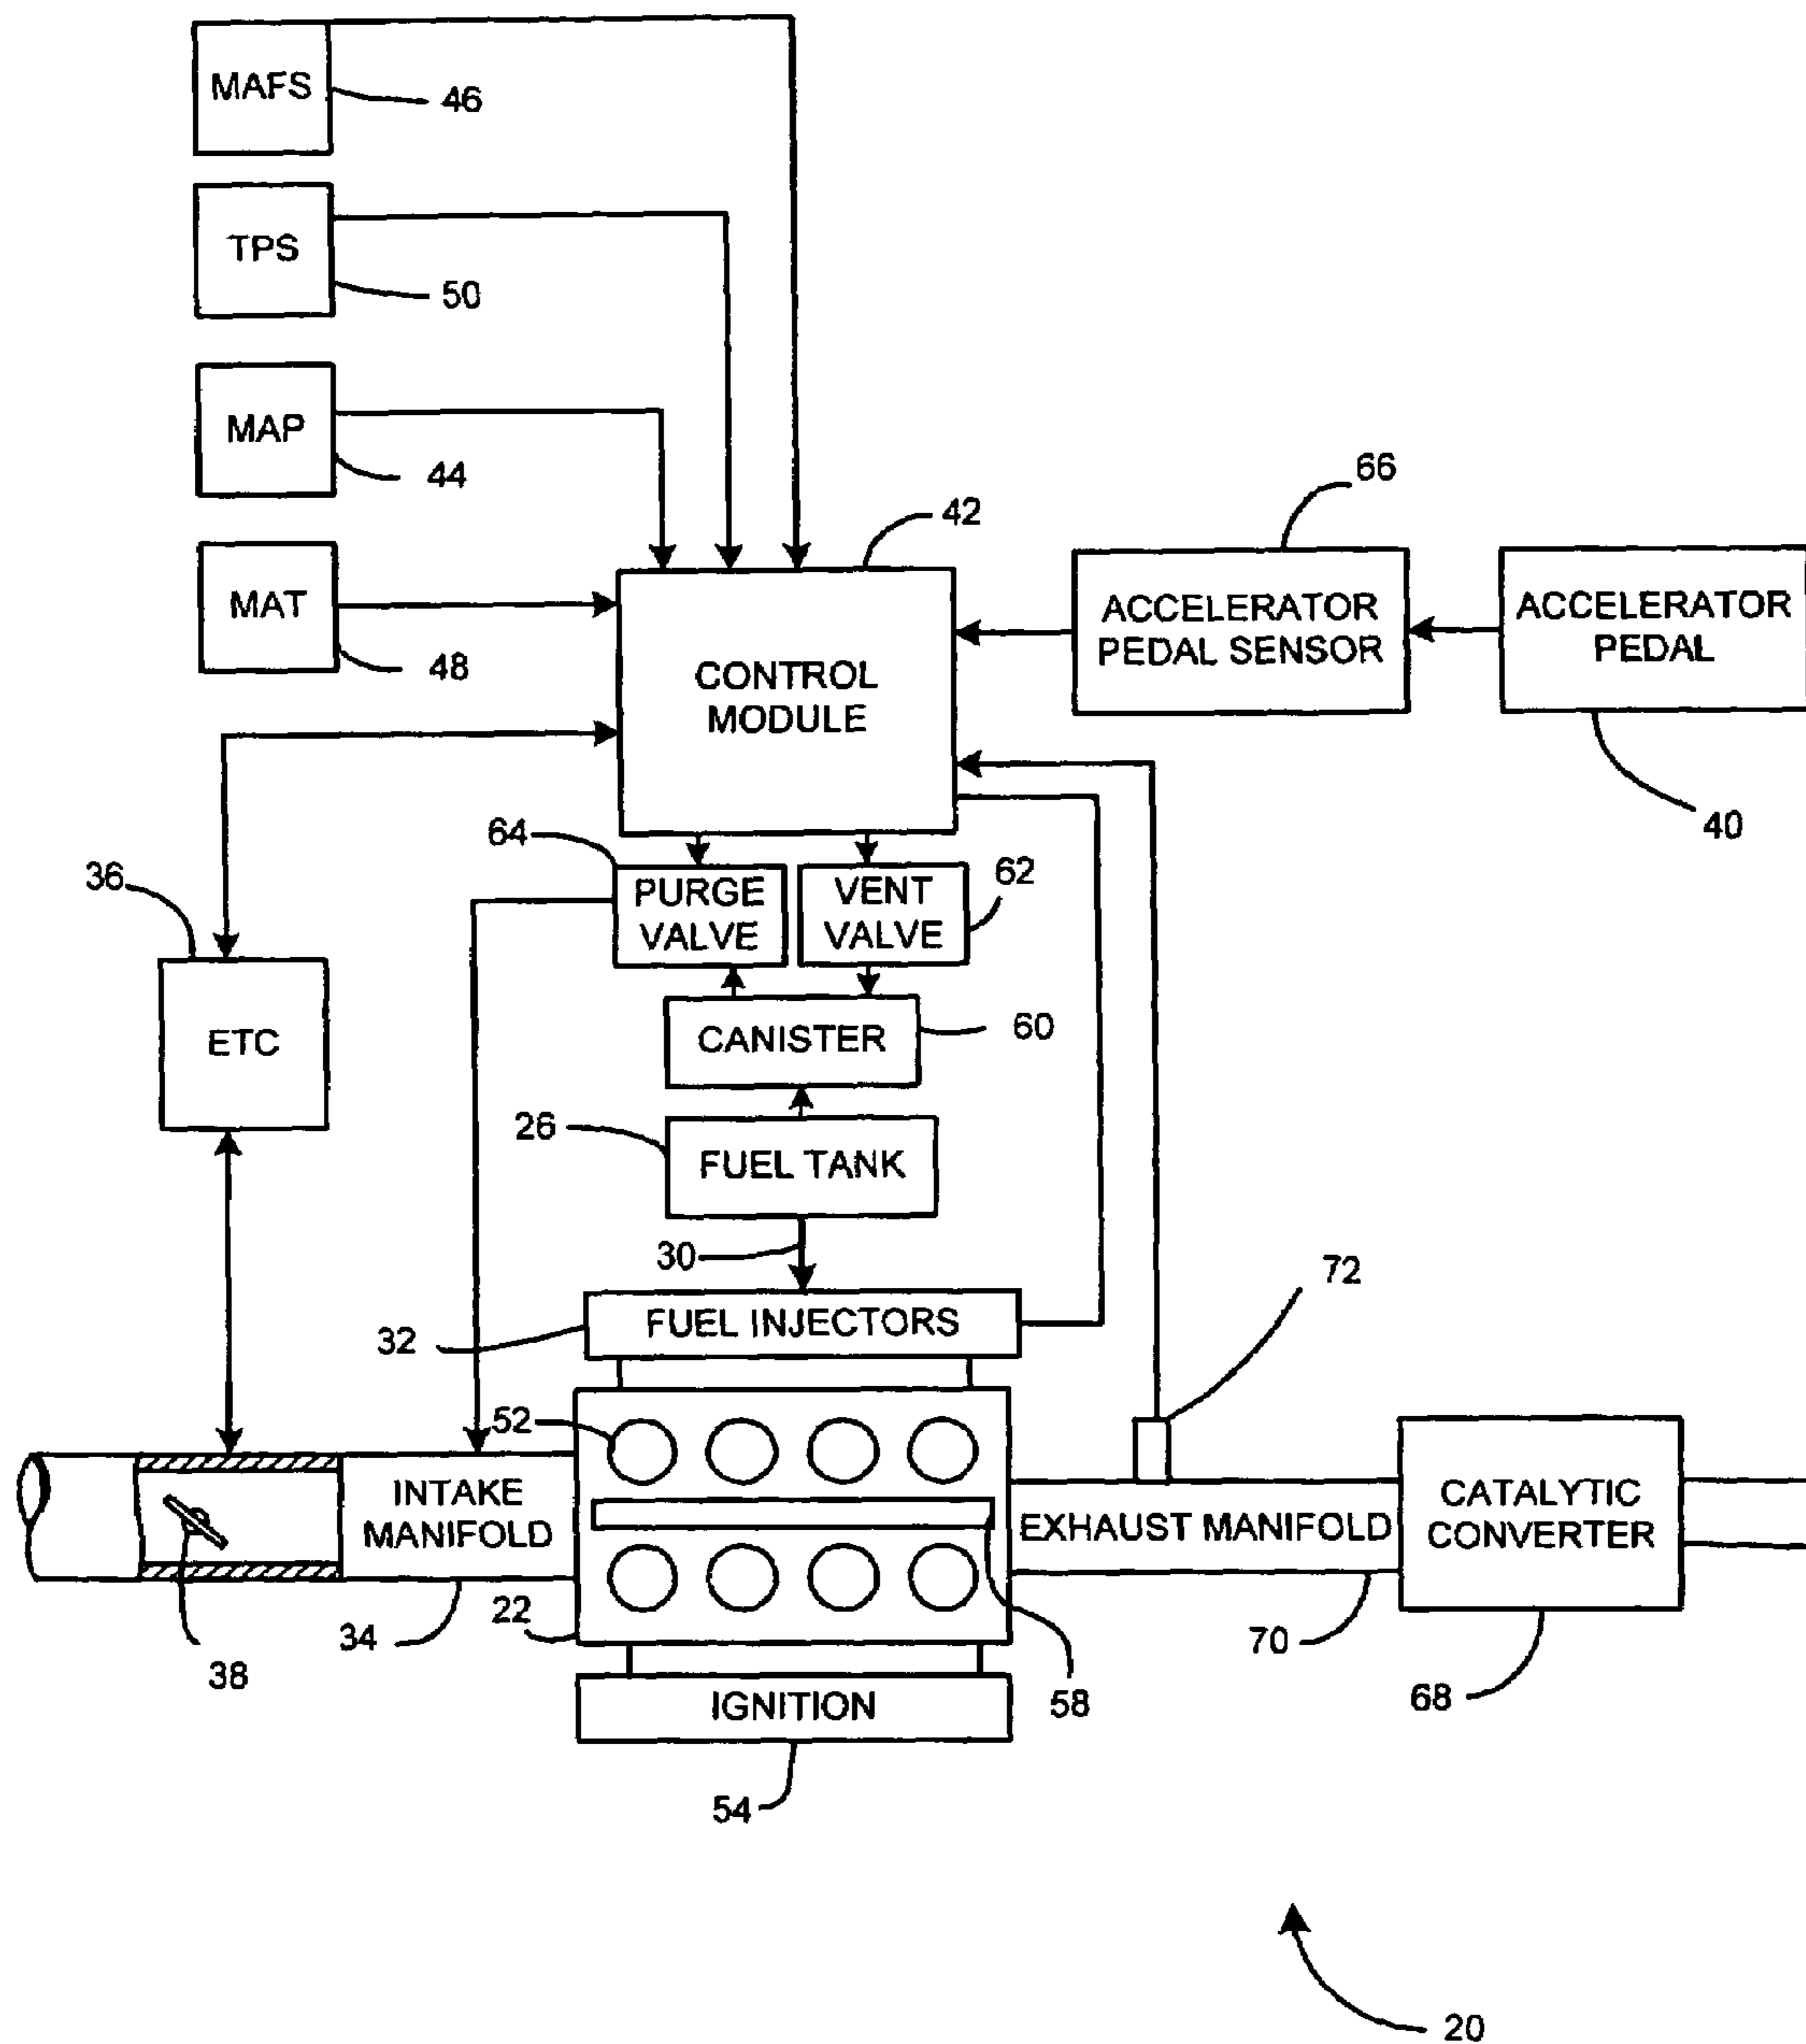 MAFS
46
TPS
50
MAP
44
66
42
MAT
48
ACCELERATOR
PEDAL SENSOR
ACCELERATOR
PEDAL
CONTROL
MODULE
40
64
36
PURGE
VALVE
VENT
VALVE
62
ETC
CANISTER
60
26
FUEL TANK
30
72
32
FUEL INJECTORS
52
INTAKE
MANIFOLD
EXHAUST MANIFOLD
CATALYTIC
CONVERTER
22
34
38
70
58
68
IGNITION
54
20